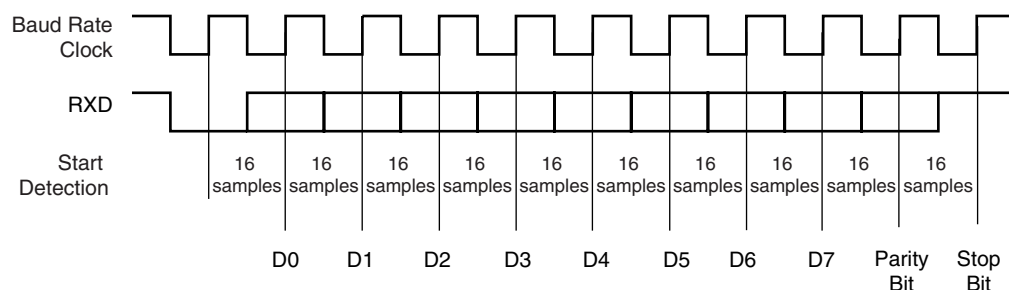 Baud Rate
Clock
RXD
Start
Detection
16 16 16 16 16 16 16 16 16 16
samples samples samples samples samples samples samples samples samples samples
D0 D1 D2 D3 D4 D5 D6 D7 Parity Stop
Bit Bit